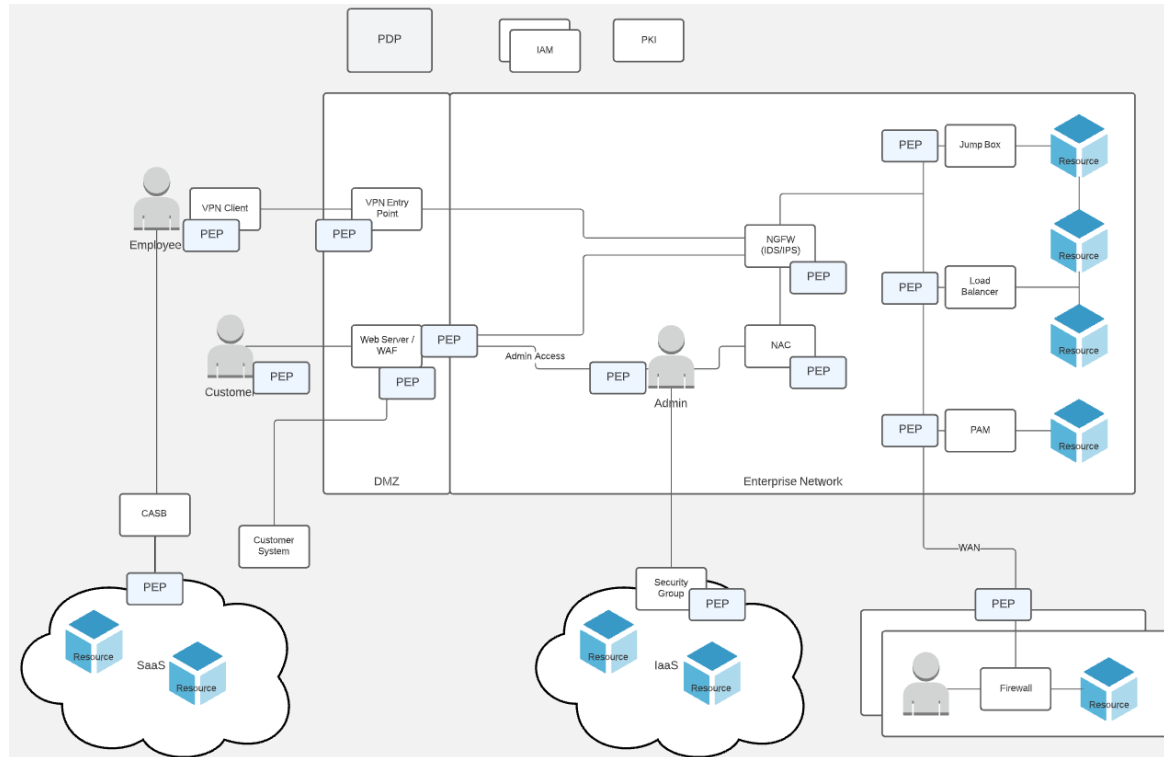 PDP
IAM
PKI
PEP
Jump Box
Resource
VPN Client
PEP
Employee
VPN Entry
Point
PEP
NGFW
(IDS/IPS)
PEP
Resource
PEP
Load
Balancer
Resource
Customer
PEP
Web Server /
WAF
PEP
PEP
Admin Access
PEP
Admin
NAC
PEP
PEP
PAM
Resource
DMZ
Enterprise Network
CASB
Customer
System
PEP
Resource
SaaS
Resource
Security
Group
PEP
Resource
IaaS
Resource
WAN
PEP
Firewall
Resource